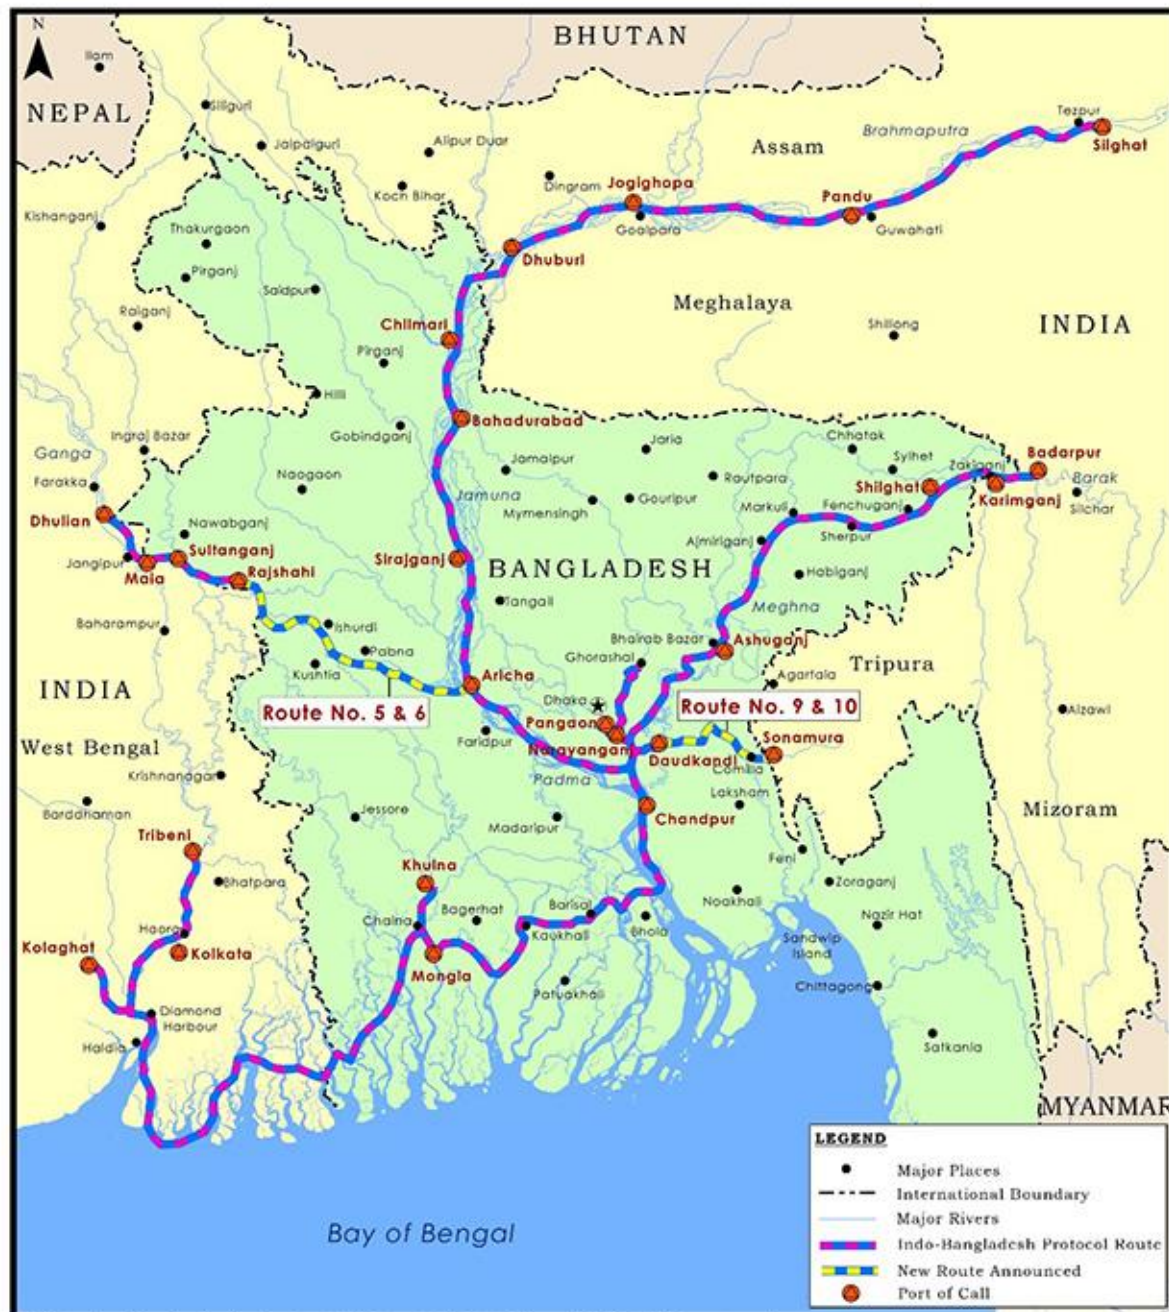 N
BHUTAN
Ilam
NEPAL
Siliguri
Jalpaiguri
Alipur Duar
Assam
Brahmaputra
Tezpur
Silghat
Dingram
Jogighopa
Koch Bihar
Pandu
Kishanganj
Goalpara
Guwahati
Thakurgaon
Dhuburi
Pirganj
Saidpur
Meghalaya
Raiganj
Chilmari
Shillong
INDIA
Pirganj
Hilli
Bahadurabad
Ingraj Bazar
Gobindganj
Jaria
Chhatak
Ganga
Sylhet
Badarpur
Zakiganj
Farakka
Naogaon
Jamalpur
Rautpara
Barak
Jamuna
Gouripur
Shilghat
Karimganj
Dhulian
Mymensingh
Markuli
Fenchuganj
Silchar
Nawabganj
Sherpur
Jangipur
Sultanganj
Sirajganj
Ajmiriganj
Maia
Rajshahi
BANGLADESH
Habiganj
Tangail
Meghna
Baharampur
Ishurdi
Bhairab Bazar
Ashuganj
Pabna
Ghorashal
Tripura
Kushtia
Agartala
INDIA
Aricha
Dhaka
Route No. 5 & 6
Route No. 9 & 10
Aizawl
Pangaon
Faridpur
Narayanganj
Sonamura
West Bengal
Daudkandi
Comilla
Krishnanagar
Padma
Laksham
Barddhaman
Chandpur
Mizoram
Jessore
Madaripur
Tribeni
Feni
Khulna
Bhatpara
Zoraganj
Noakhali
Bagerhat
Barisal
Chalna
Nazir Hat
Hoora
Kaukhali
Bhola
Kolaghat
Kolkata
Sandwip
Island
Mongla
Patuakhali
Chittagong
Diamond
Harbour
Haldia
Satkania
MYANMAR
Bay of Bengal
LEGEND
Major Places
International Boundary
Major Rivers
Indo-Bangladesh Protocol Route
New Route Announced
Port of Call